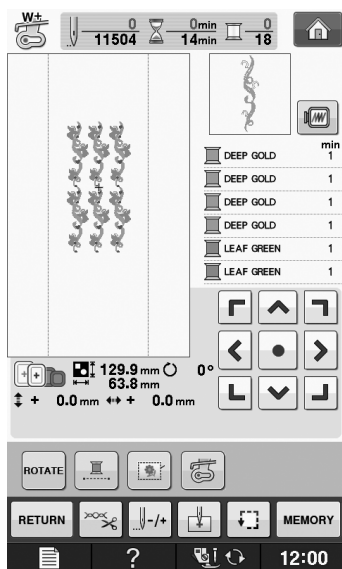 W+
0 0min 0
11504 14min 18
min
DEEP GOLD 1
DEEP GOLD 1
DEEP GOLD 1
DEEP GOLD 1
LEAF GREEN 1
LEAF GREEN 1
129.9 mm 0°
63.8 mm
+ 0.0 mm + 0.0 mm
ROTATE
RETURN -/+ MEMORY
? 12:00